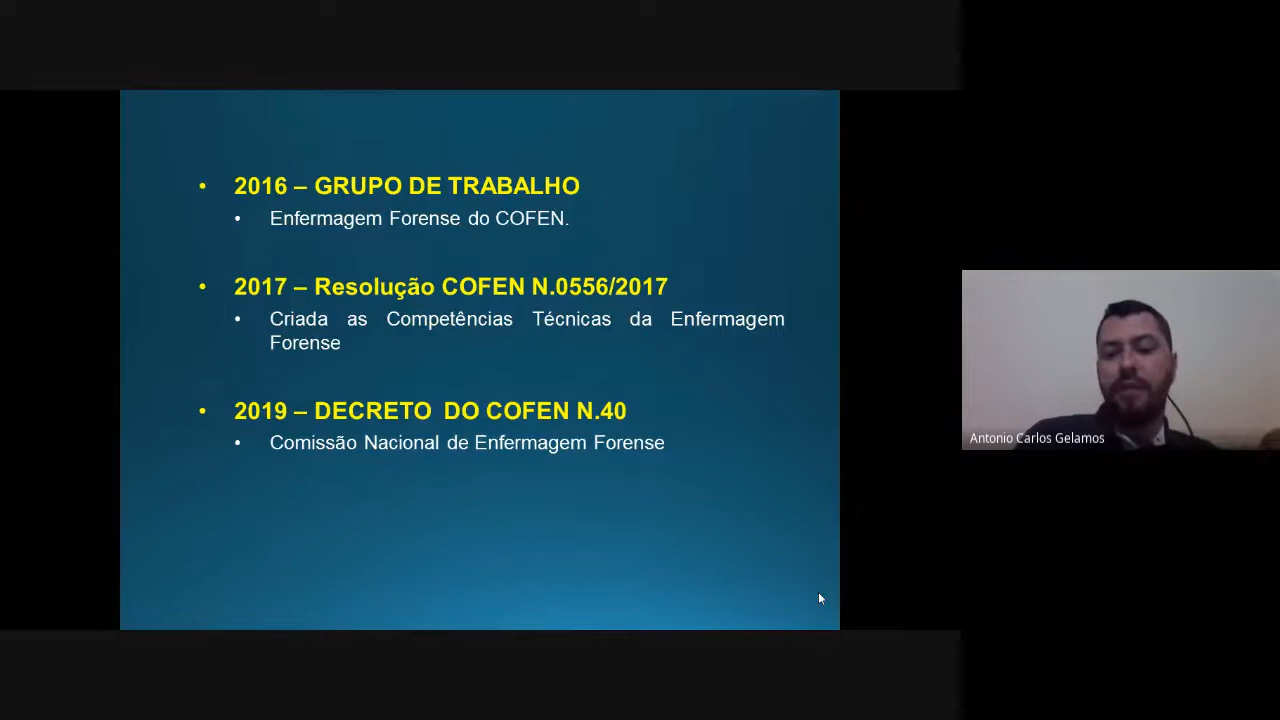 • 2016 – GRUPO DE TRABALHO
• Enfermagem Forense do COFEN.
• 2017 – Resolução COFEN N.0556/2017
• Criada as Competências Técnicas da Enfermagem
Forense
• 2019 – DECRETO  DO COFEN N.40
• Comissão Nacional de Enfermagem Forense
Antonio Carlos Gelamos